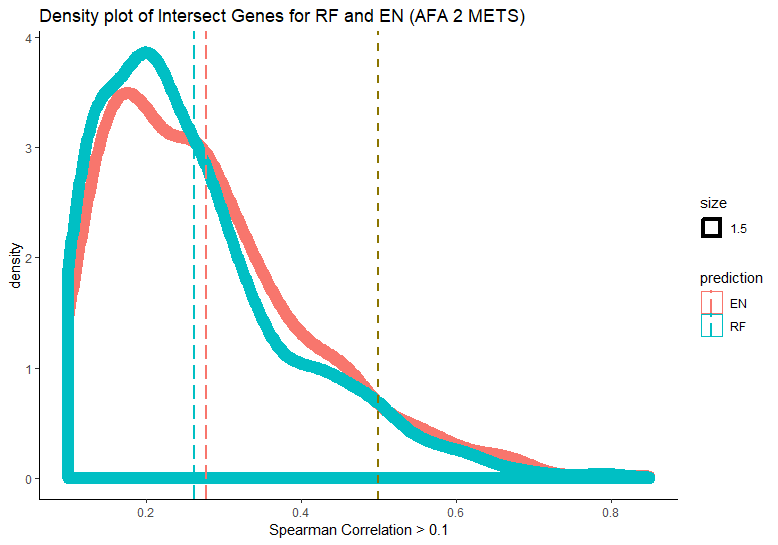 Density plot of Intersect Genes for RF and EN (AFA 2 METS)
4
3
2
1
0
density
0.2
0.4
0.6
0.8
Spearman Correlation > 0.1
size
1.5
prediction
EN
RF